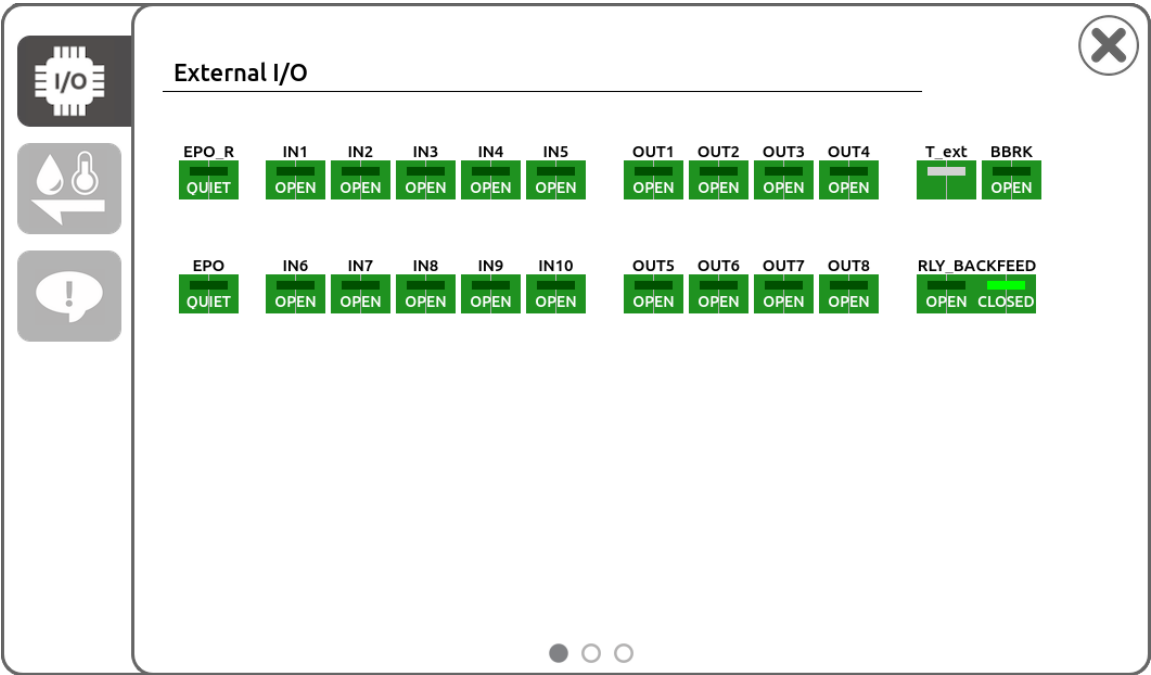 I/O
External I/O
EPO_R IN1 IN2 IN3 IN4 IN5 OUT1 OUT2 OUT3 OUT4 T_ext BBRK
QUIET OPEN OPEN OPEN OPEN OPEN OPEN OPEN OPEN OPEN OPEN
EPO IN6 IN7 IN8 IN9 IN10 OUT5 OUT6 OUT7 OUT8 RLY_BACKFEED
QUIET OPEN OPEN OPEN OPEN OPEN OPEN OPEN OPEN OPEN OPEN CLOSED
!